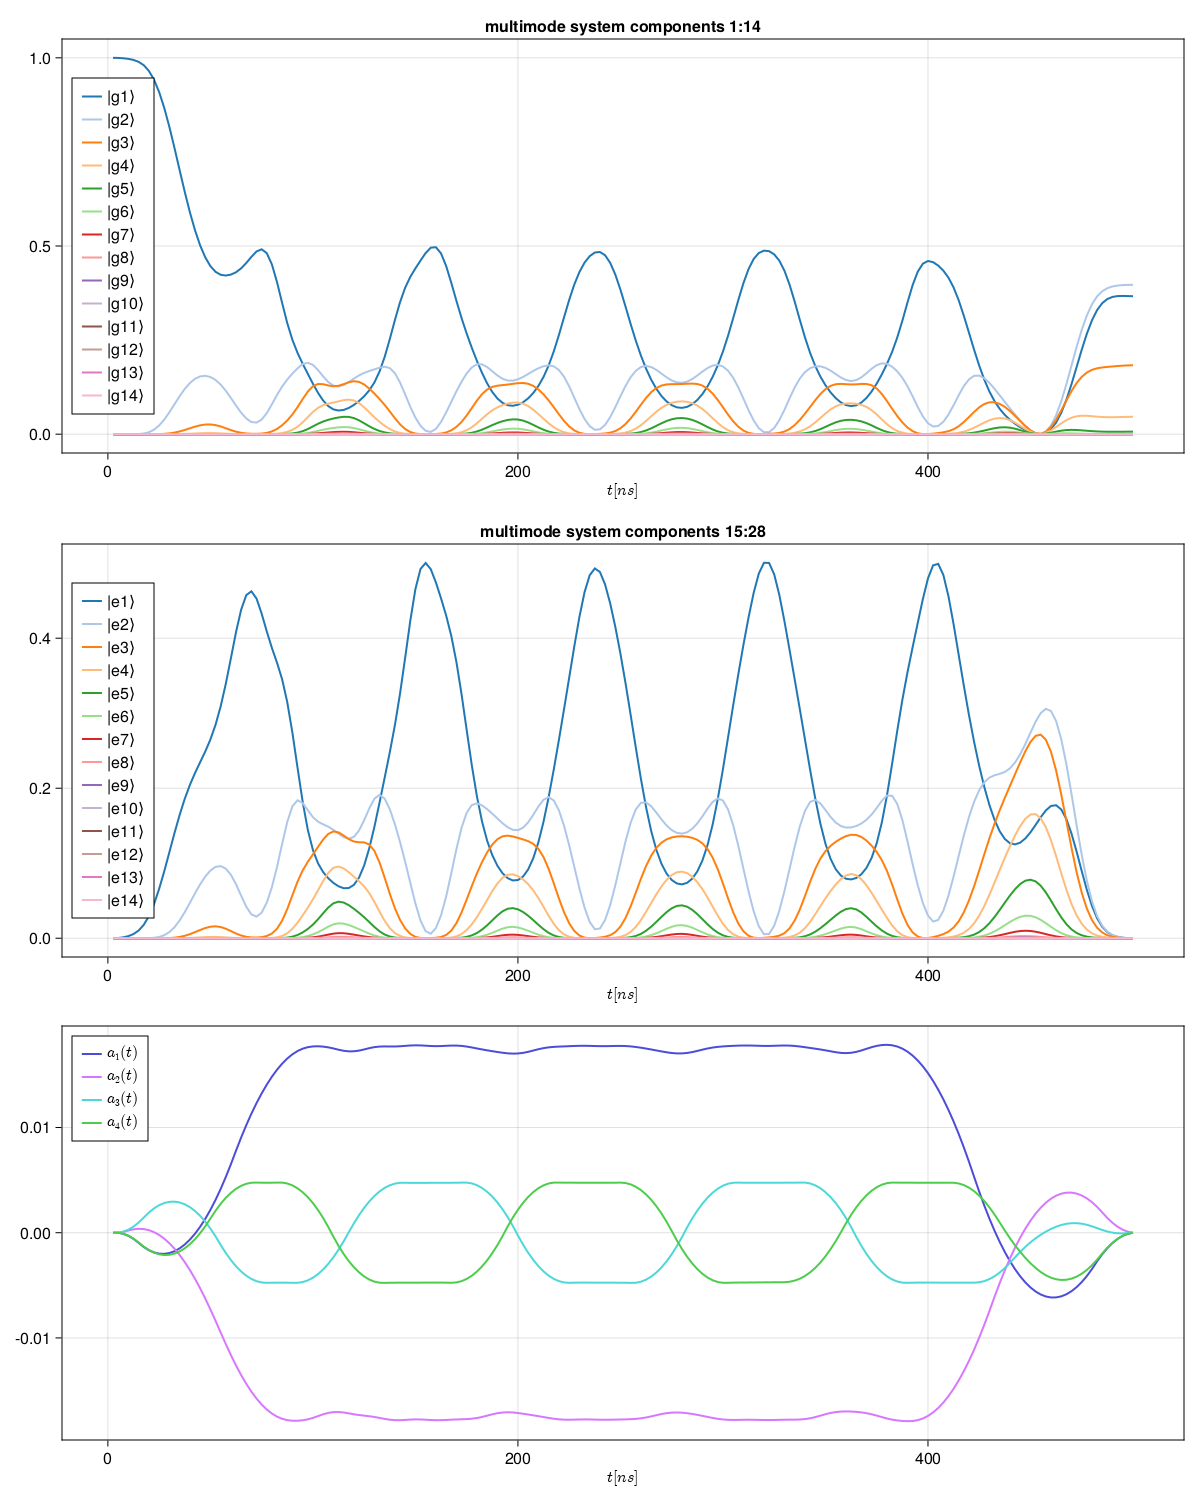 multimode system components 1:14
1.0
0.5
0.0
|g1⟩
|g2⟩
|g3⟩
|g4⟩
|g5⟩
|g6⟩
|g7⟩
|g8⟩
|g9⟩
|g10⟩
|g11⟩
|g12⟩
|g13⟩
|g14⟩
0 200 400
t[ns]
multimode system components 15:28
0.4
0.2
0.0
|e1⟩
|e2⟩
|e3⟩
|e4⟩
|e5⟩
|e6⟩
|e7⟩
|e8⟩
|e9⟩
|e10⟩
|e11⟩
|e12⟩
|e13⟩
|e14⟩
0 200 400
t[ns]
0.01
0.00
-0.01
a₁(t)
a₂(t)
a₃(t)
a₄(t)
0 200 400
t[ns]